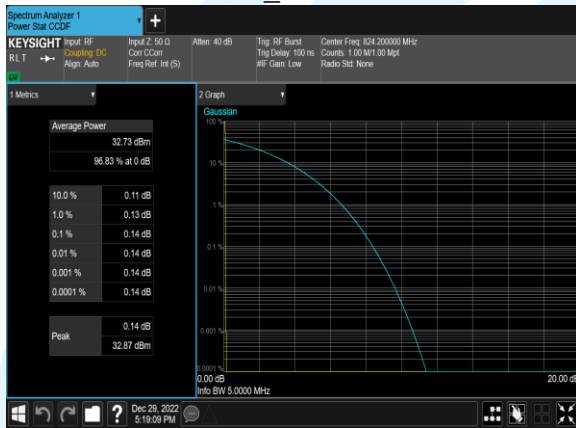 Spectrum Analyzer 1
Power Stat CCDF
+
KEYSIGHT
RLT
Input: RF
Coupling: DC
Align: Auto
Input Z: 50 Ω
Corr CCorr
Freq Ref: Int (S)
Atten: 40 dB
Trig: RF Burst
Trig Delay: 100 ns
#IF Gain: Low
Center Freq: 824.200000 MHz
Counts: 1.00 M/1.00 Mpt
Radio Std: None
1 Metrics
Average Power
32.73 dBm
96.83 % at 0 dB
10.0 % 0.11 dB
1.0 % 0.13 dB
0.1 % 0.14 dB
0.01 % 0.14 dB
0.001 % 0.14 dB
0.0001 % 0.14 dB
Peak
0.14 dB
32.87 dBm
2 Graph
Gaussian
100 %
10 %
1 %
0.1 %
0.01 %
0.001 %
0.0001 %
0.00 dB 20.00 dB
Info BW 5.0000 MHz
?
Dec 29, 2022
5:19:09 PM